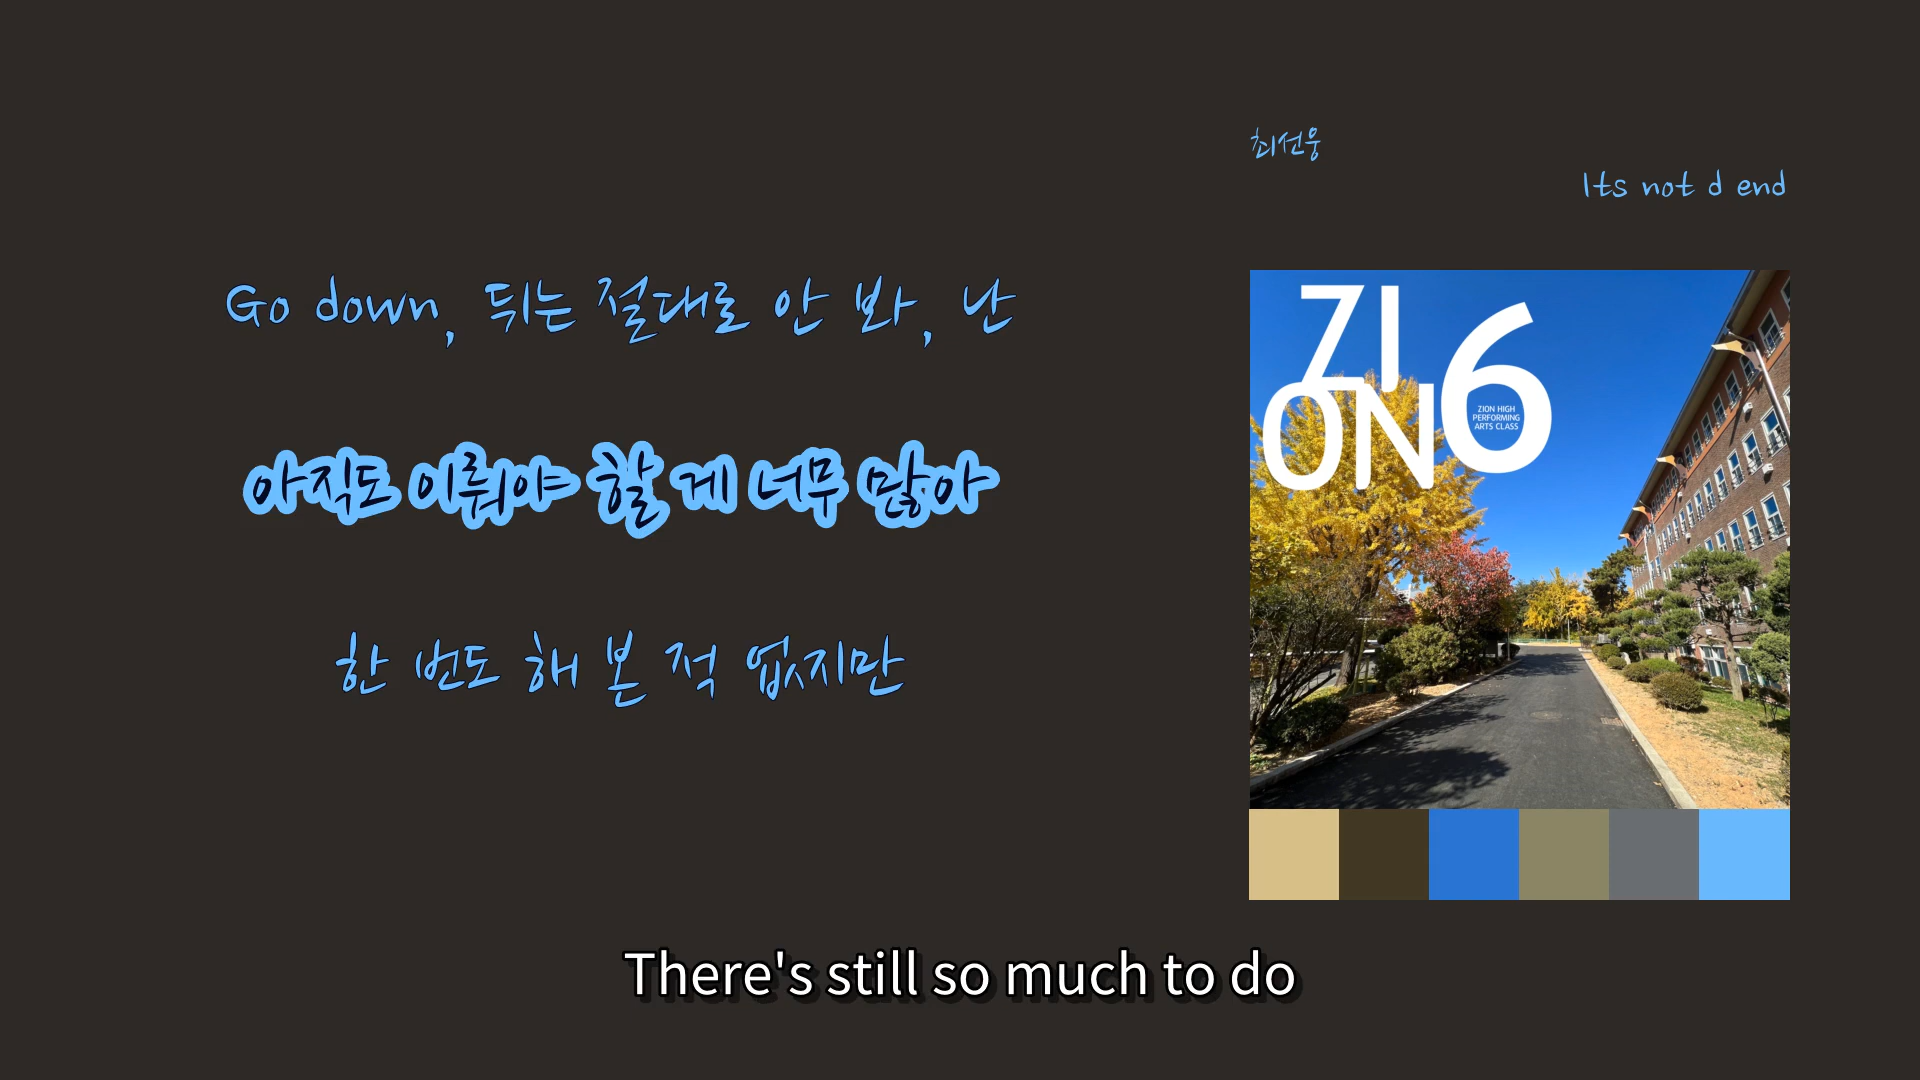 최선웅
Its not d end
Go down, 뒤는 절대로 안 봐, 난
아직도 이뤄야 할 게 너무 많아
한 번도 해 본 적 없지만
ZI
ON6
ZION HIGH
PERFORMING
ARTS CLASS
There's still so much to do